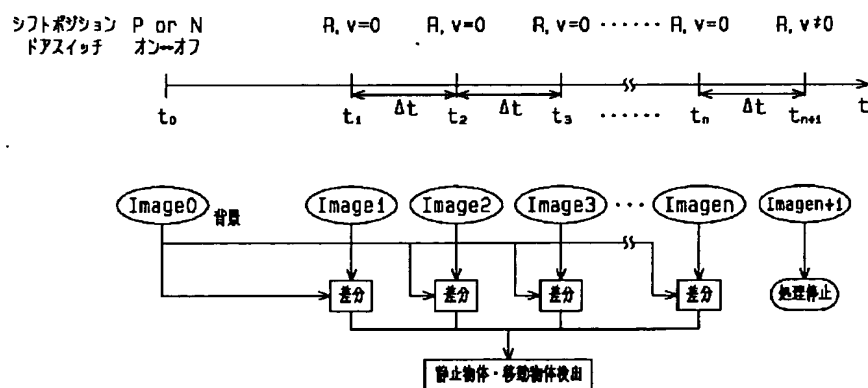 シフトポジション P or N R, v=0 R, v=0 R, v=0 ······ R, v=0 R, v≠0
ドアスイッチ オン↔オフ
Δt Δt Δt t
t₀ t₁ t₂ t₃ ······ tₙ tₙ₊₁
Image0 背景 Image1 Image2 Image3 ··· Imagen Imagen+1
差分 差分 差分 差分 処理停止
静止物体・移動物体検出